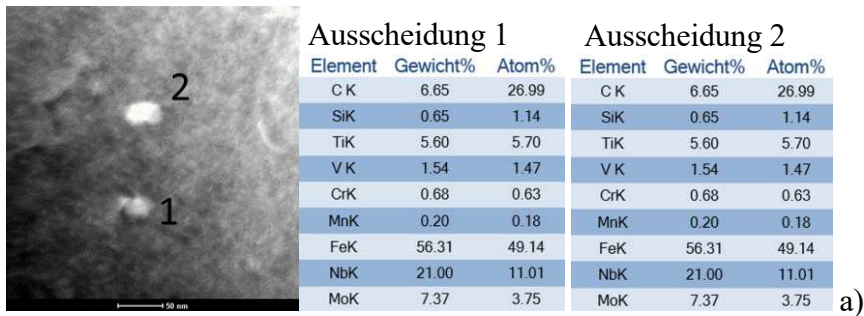 2
1
50 nm
Ausscheidung 1
Element Gewicht% Atom%
C K 6.65 26.99
SiK 0.65 1.14
TiK 5.60 5.70
V K 1.54 1.47
CrK 0.68 0.63
MnK 0.20 0.18
FeK 56.31 49.14
NbK 21.00 11.01
MoK 7.37 3.75
Ausscheidung 2
Element Gewicht% Atom%
C K 6.65 26.99
SiK 0.65 1.14
TiK 5.60 5.70
V K 1.54 1.47
CrK 0.68 0.63
MnK 0.20 0.18
FeK 56.31 49.14
NbK 21.00 11.01
MoK 7.37 3.75
a)